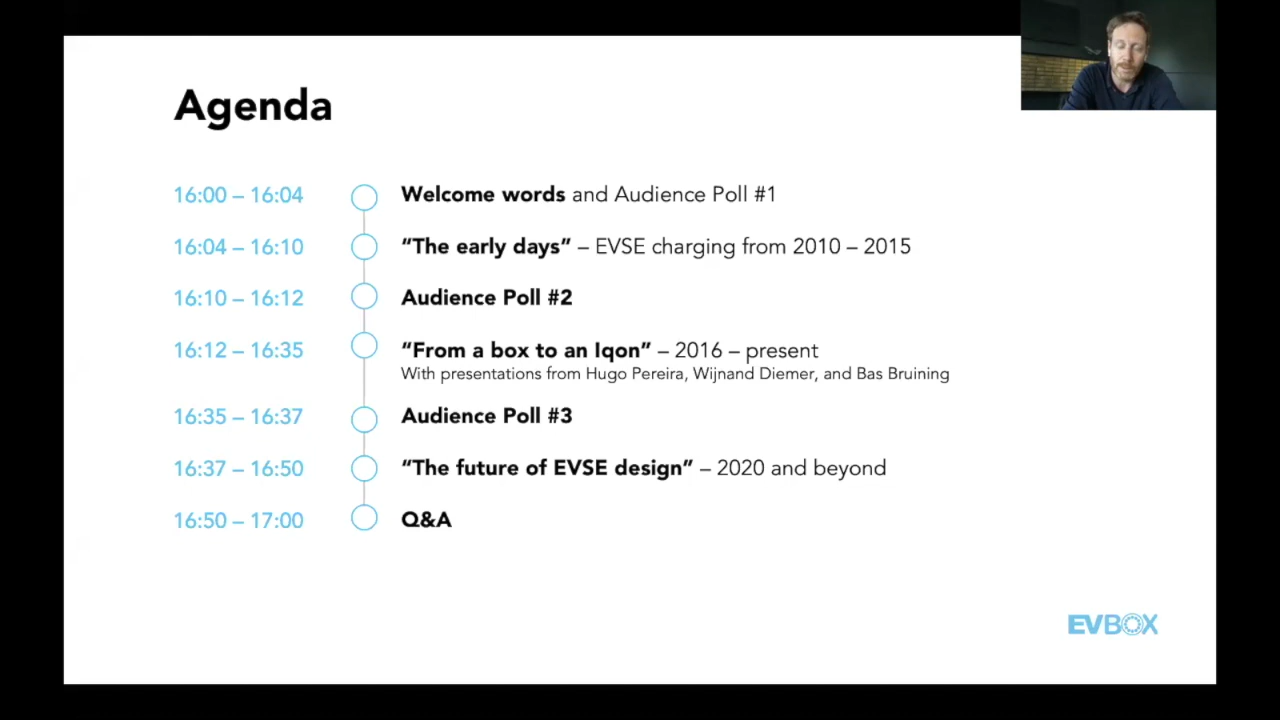 Agenda
16:00 – 16:04 Welcome words and Audience Poll #1
16:04 – 16:10 “The early days” – EVSE charging from 2010 – 2015
16:10 – 16:12 Audience Poll #2
16:12 – 16:35 “From a box to an Iqon” – 2016 – present
With presentations from Hugo Pereira, Wijnand Diemer, and Bas Bruining
16:35 – 16:37 Audience Poll #3
16:37 – 16:50 “The future of EVSE design” – 2020 and beyond
16:50 – 17:00 Q&A
EVBOX